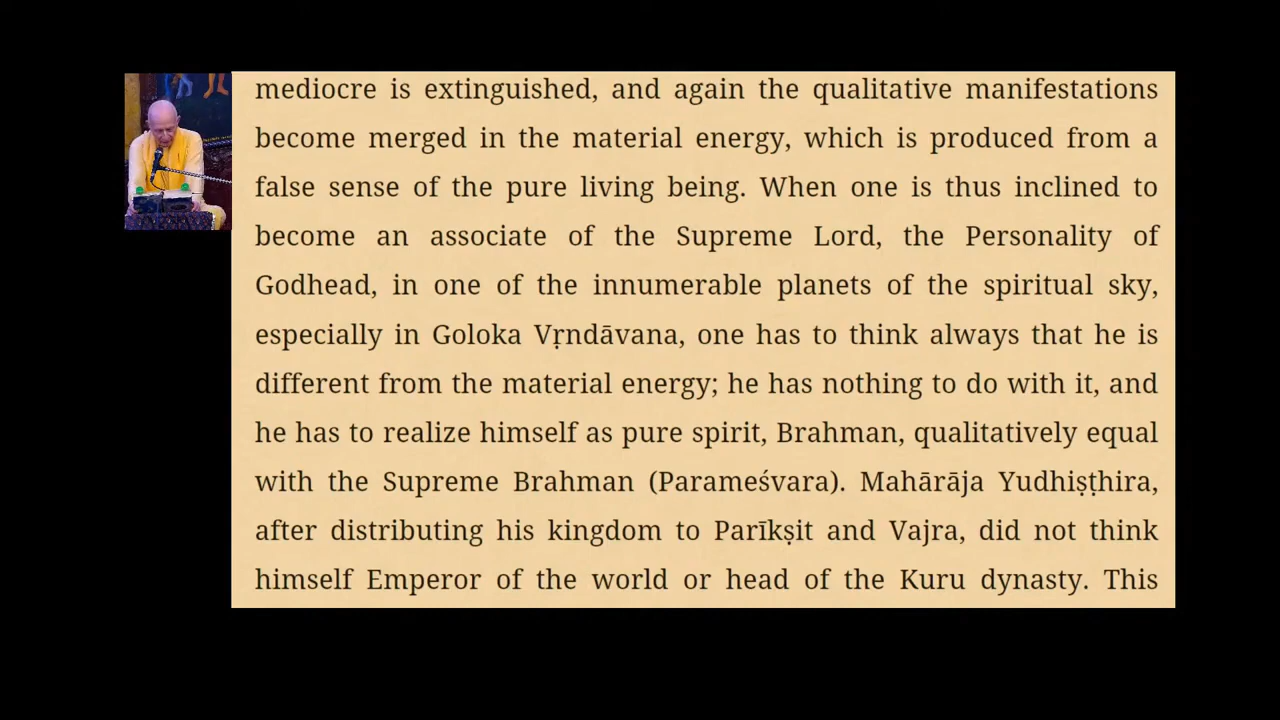 mediocre is extinguished, and again the qualitative manifestations
become merged in the material energy, which is produced from a
false sense of the pure living being. When one is thus inclined to
become an associate of the Supreme Lord, the Personality of
Godhead, in one of the innumerable planets of the spiritual sky,
especially in Goloka Vṛndāvana, one has to think always that he is
different from the material energy; he has nothing to do with it, and
he has to realize himself as pure spirit, Brahman, qualitatively equal
with the Supreme Brahman (Parameśvara). Mahārāja Yudhiṣṭhira,
after distributing his kingdom to Parīkṣit and Vajra, did not think
himself Emperor of the world or head of the Kuru dynasty. This